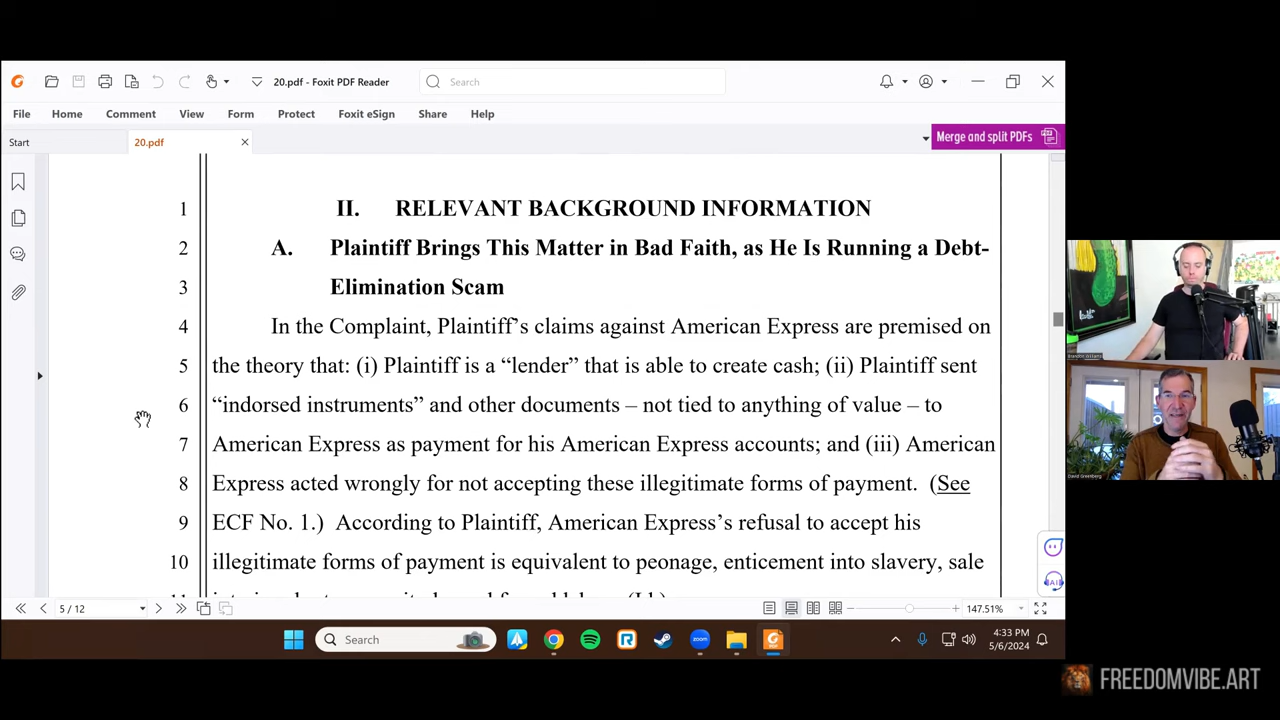 20.pdf - Foxit PDF Reader
Search
File Home Comment View Form Protect Foxit eSign Share Help
Start
20.pdf
Merge and split PDFs
1 II. RELEVANT BACKGROUND INFORMATION
2 A. Plaintiff Brings This Matter in Bad Faith, as He Is Running a Debt-
3 Elimination Scam
4 In the Complaint, Plaintiff’s claims against American Express are premised on
5 the theory that: (i) Plaintiff is a “lender” that is able to create cash; (ii) Plaintiff sent
6 “indorsed instruments” and other documents – not tied to anything of value – to
7 American Express as payment for his American Express accounts; and (iii) American
8 Express acted wringly for not accepting these illegitimate forms of payment. (See
9 ECF No. 1.) According to Plaintiff, American Express’s refusal to accept his
10 illegitimate forms of payment is equivalent to peonage, enticement into slavery, sale
5 / 12
147.51%
Search
zoom
4:33 PM
5/6/2024
David Greenberg
FREEDOMVIBE.ART